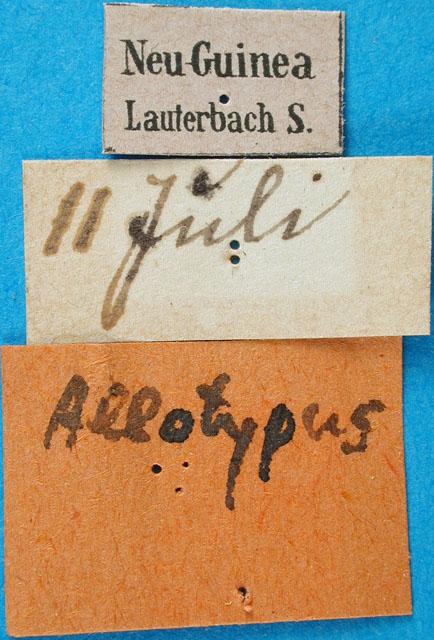 Neu-Guinea
Lauterbach S.
11 Juli
Allotypus